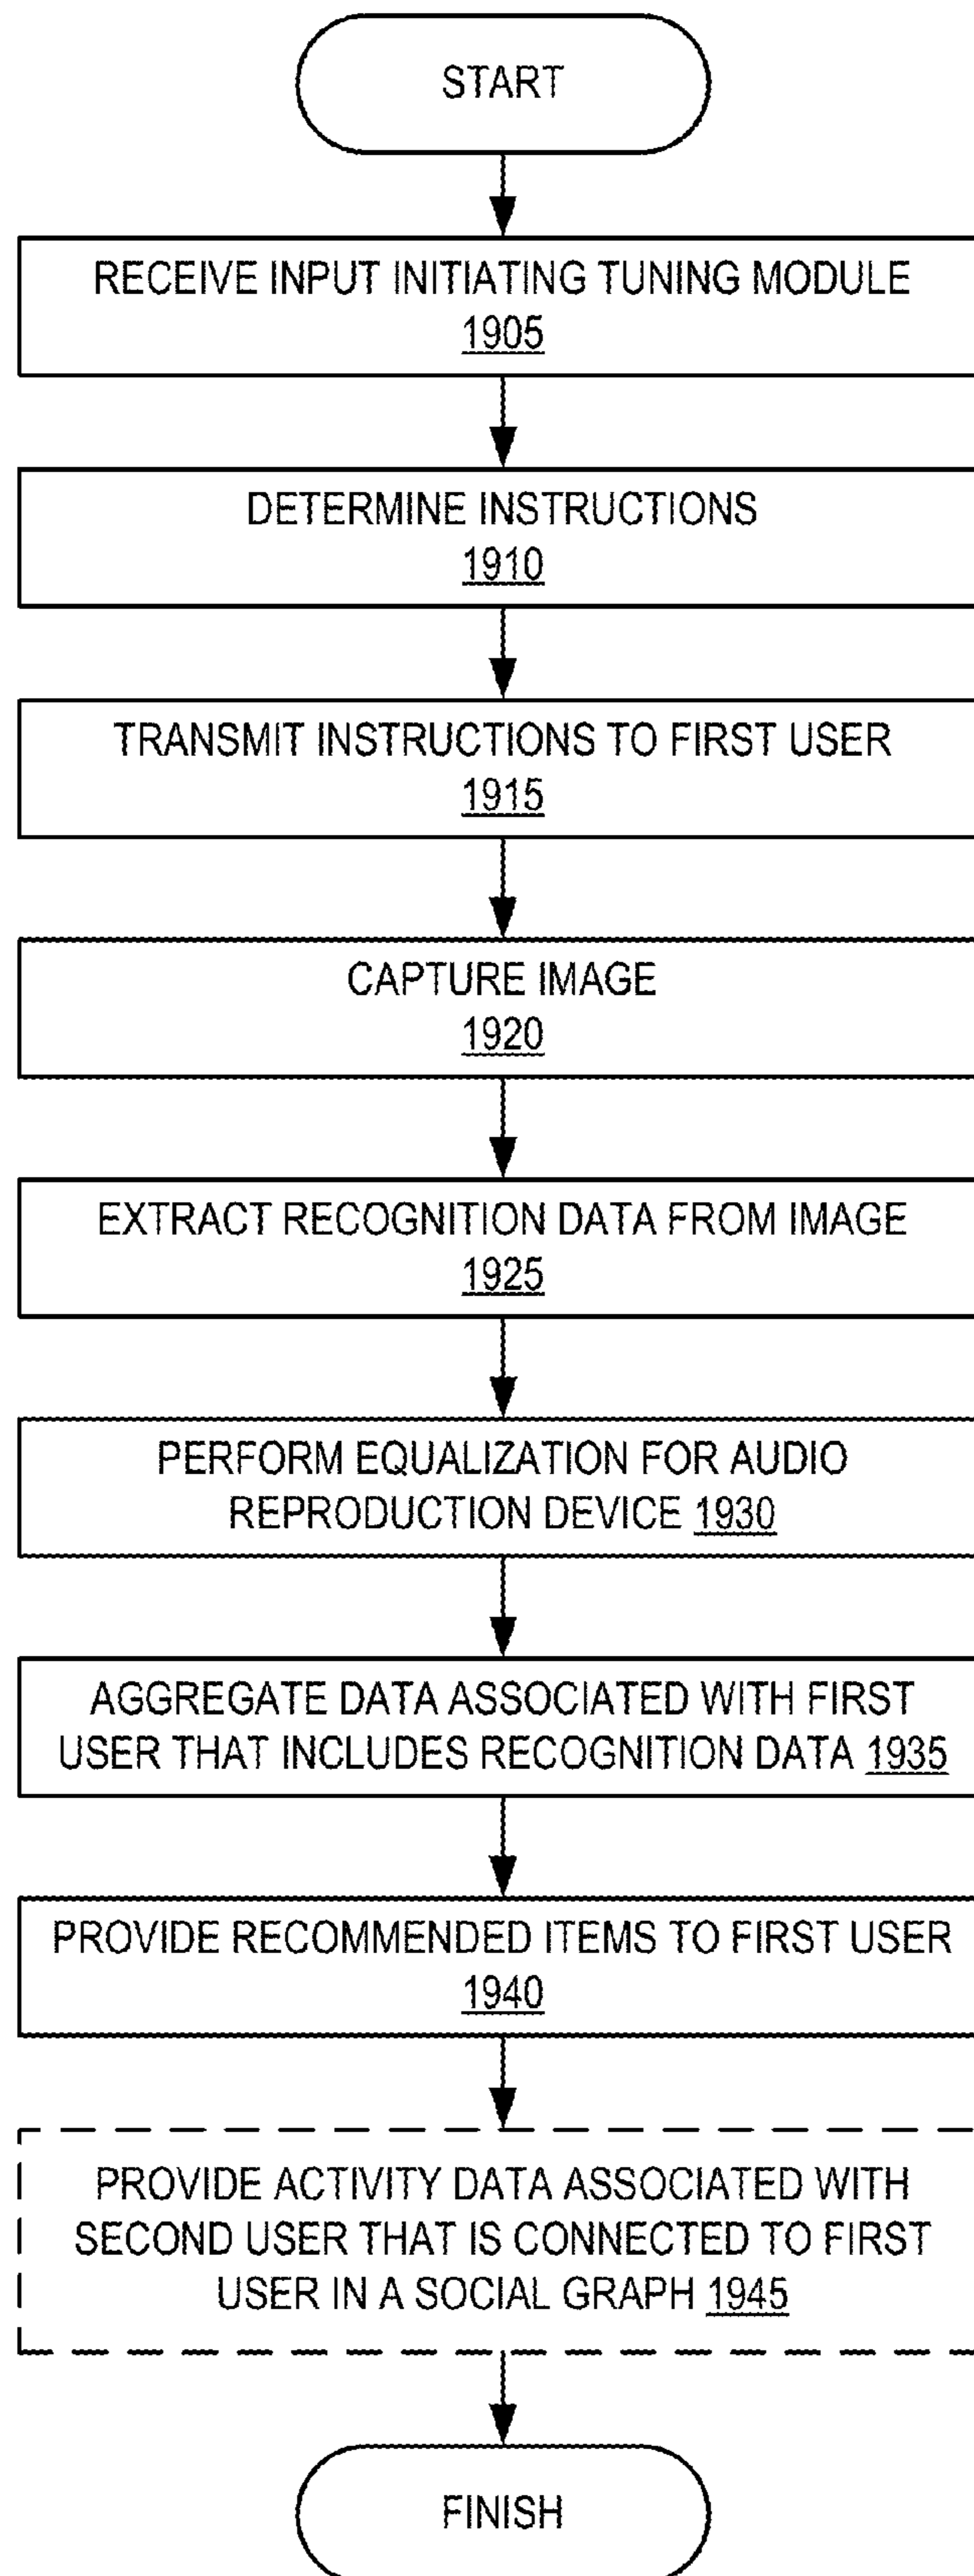 START
RECEIVE INPUT INITIATING TUNING MODULE
1905
DETERMINE INSTRUCTIONS
1910
TRANSMIT INSTRUCTIONS TO FIRST USER
1915
CAPTURE IMAGE
1920
EXTRACT RECOGNITION DATA FROM IMAGE
1925
PERFORM EQUALIZATION FOR AUDIO
REPRODUCTION DEVICE 1930
AGGREGATE DATA ASSOCIATED WITH FIRST
USER THAT INCLUDES RECOGNITION DATA 1935
PROVIDE RECOMMENDED ITEMS TO FIRST USER
1940
PROVIDE ACTIVITY DATA ASSOCIATED WITH
SECOND USER THAT IS CONNECTED TO FIRST
USER IN A SOCIAL GRAPH 1945
FINISH